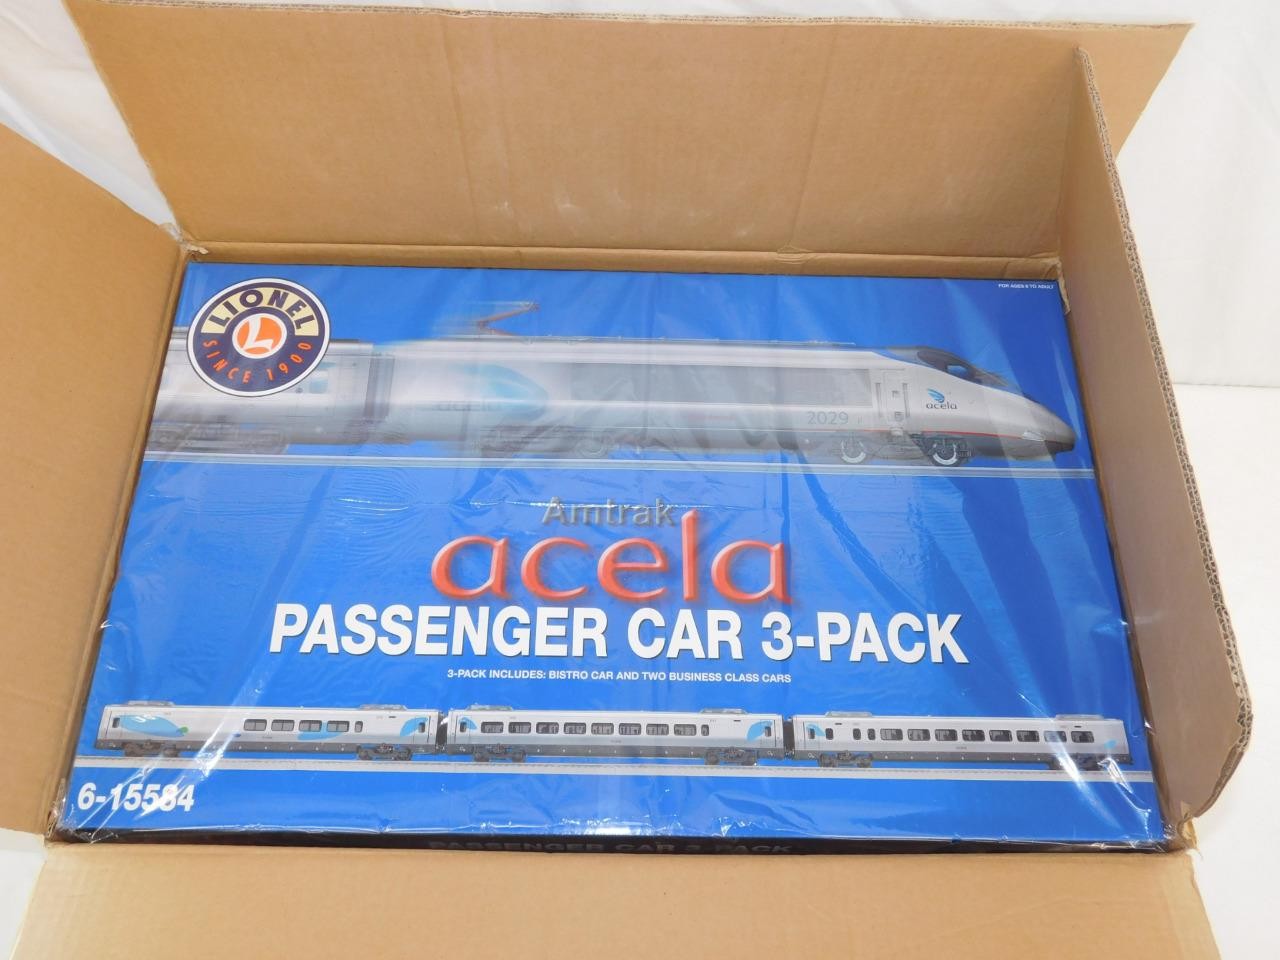 FOR AGES 8 TO ADULT
LIONEL
L
SINCE 1900
acela
acela
2029
Amtrak
acela
PASSENGER CAR 3-PACK
3-PACK INCLUDES: BISTRO CAR AND TWO BUSINESS CLASS CARS
6-15584
PASSENGER CAR 3-PACK